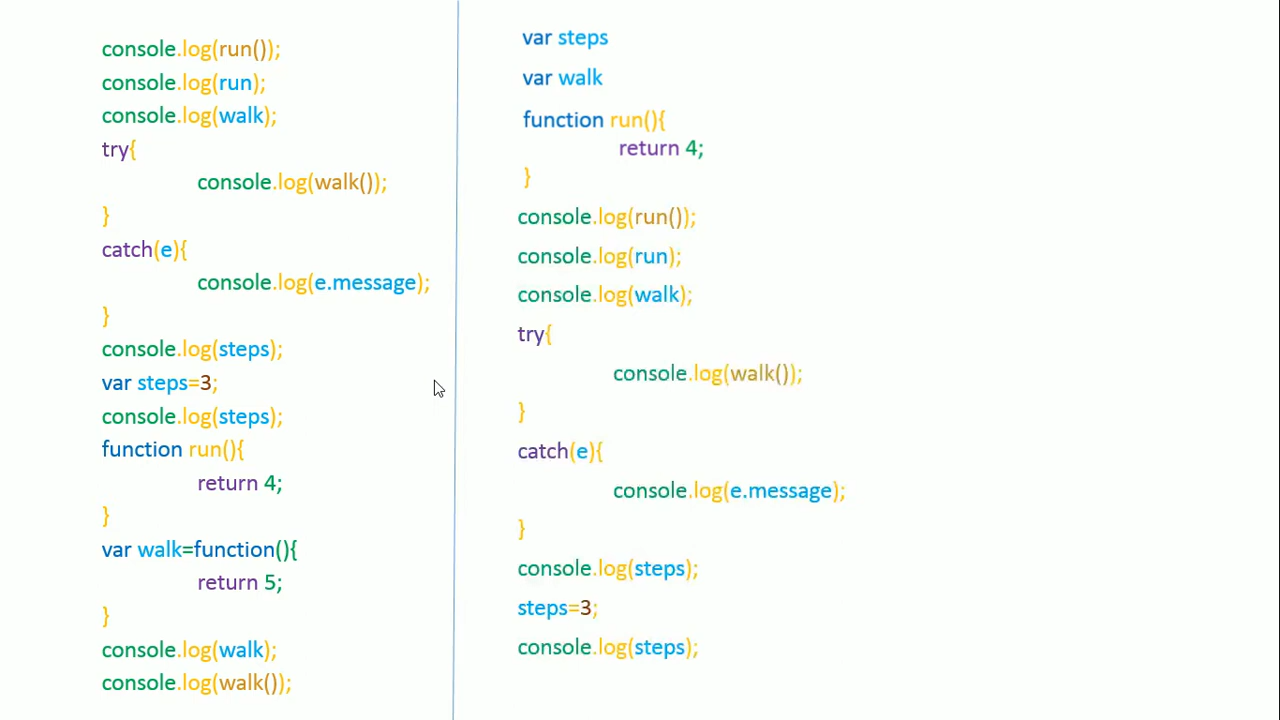 console.log(run());
console.log(run);
console.log(walk);
try{
console.log(walk());
}
catch(e){
console.log(e.message);
}
console.log(steps);
var steps=3;
console.log(steps);
function run(){
return 4;
}
var walk=function(){
return 5;
}
console.log(walk);
console.log(walk());
var steps
var walk
function run(){
return 4;
}
console.log(run());
console.log(run);
console.log(walk);
try{
console.log(walk());
}
catch(e){
console.log(e.message);
}
console.log(steps);
steps=3;
console.log(steps);